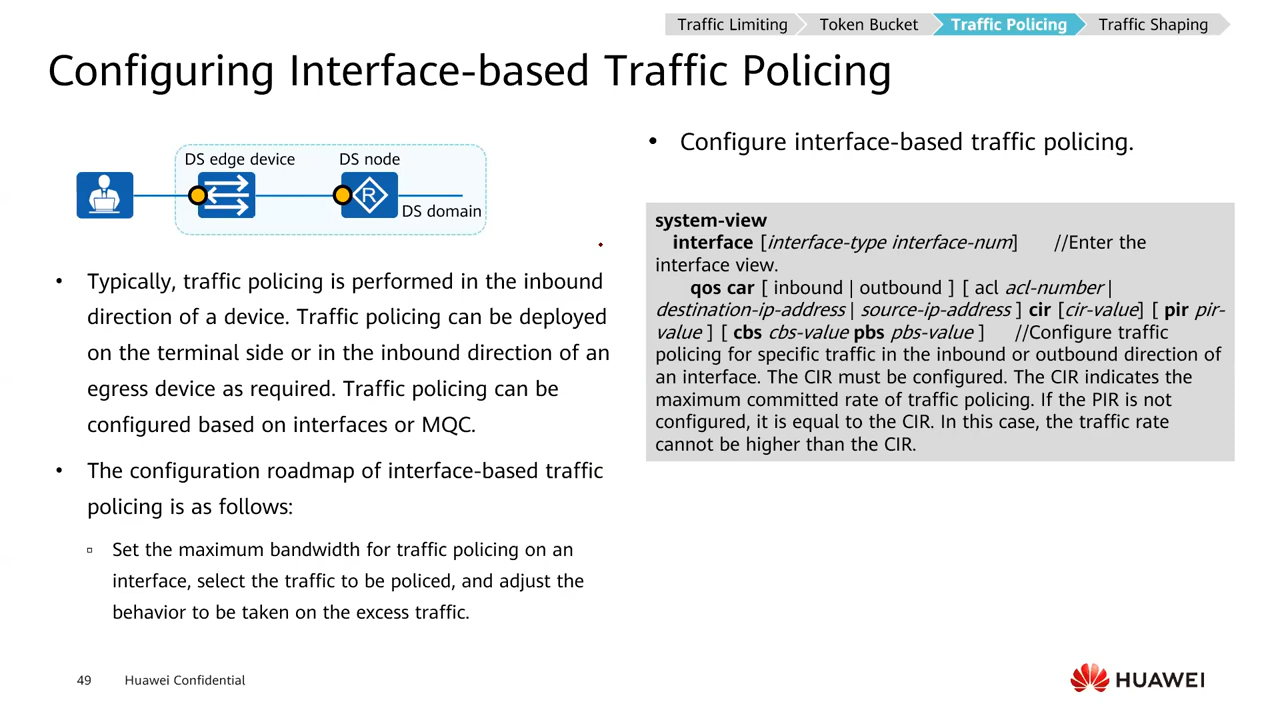 Traffic Limiting
Token Bucket
Traffic Policing
Traffic Shaping
Configuring Interface-based Traffic Policing
DS edge device
DS node
R
DS domain
• Typically, traffic policing is performed in the inbound
direction of a device. Traffic policing can be deployed
on the terminal side or in the inbound direction of an
egress device as required. Traffic policing can be
configured based on interfaces or MQC.
• The configuration roadmap of interface-based traffic
policing is as follows:
▫ Set the maximum bandwidth for traffic policing on an
interface, select the traffic to be policed, and adjust the
behavior to be taken on the excess traffic.
• Configure interface-based traffic policing.
system-view
interface [interface-type interface-num] //Enter the
interface view.
qos car [ inbound | outbound ] [ acl acl-number |
destination-ip-address | source-ip-address ] cir [cir-value] [ pir pir-
value ] [ cbs cbs-value pbs pbs-value ] //Configure traffic
policing for specific traffic in the inbound or outbound direction of
an interface. The CIR must be configured. The CIR indicates the
maximum committed rate of traffic policing. If the PIR is not
configured, it is equal to the CIR. In this case, the traffic rate
cannot be higher than the CIR.
49 Huawei Confidential
HUAWEI